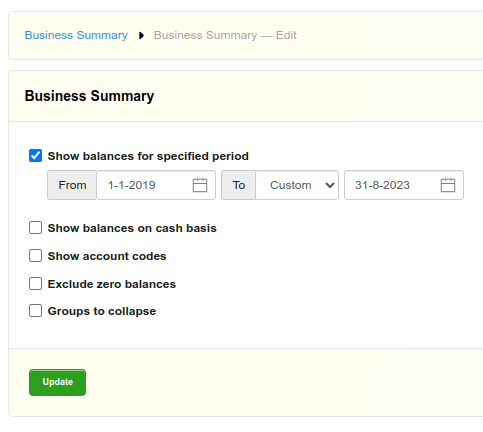 Business Summary Business Summary — Edit
Business Summary
Show balances for specified period
From 1-1-2019 To Custom 31-8-2023
Show balances on cash basis
Show account codes
Exclude zero balances
Groups to collapse
Update